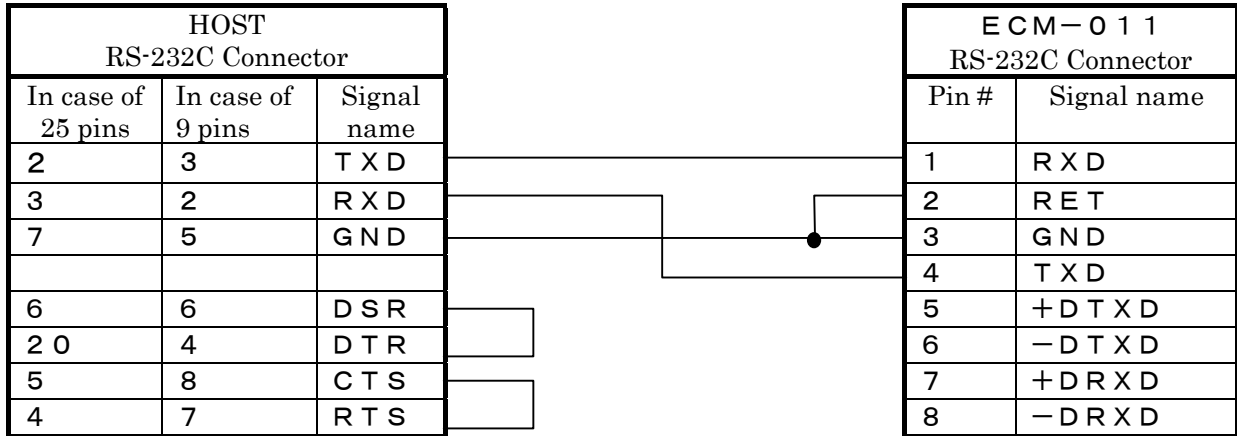 HOST
RS-232C Connector
In case of 25 pins In case of 9 pins Signal name
2 3 ＴＸＤ
3 2 ＲＸＤ
7 5 ＧＮＤ
6 6 ＤＳＲ
２０ 4 ＤＴＲ
5 8 ＣＴＳ
4 7 ＲＴＳ
ＥＣＭ－０１１
RS-232C Connector
Pin # Signal name
1 ＲＸＤ
2 ＲＥＴ
3 ＧＮＤ
4 ＴＸＤ
5 ＋ＤＴＸＤ
6 －ＤＴＸＤ
7 ＋ＤＲＸＤ
8 －ＤＲＸＤ